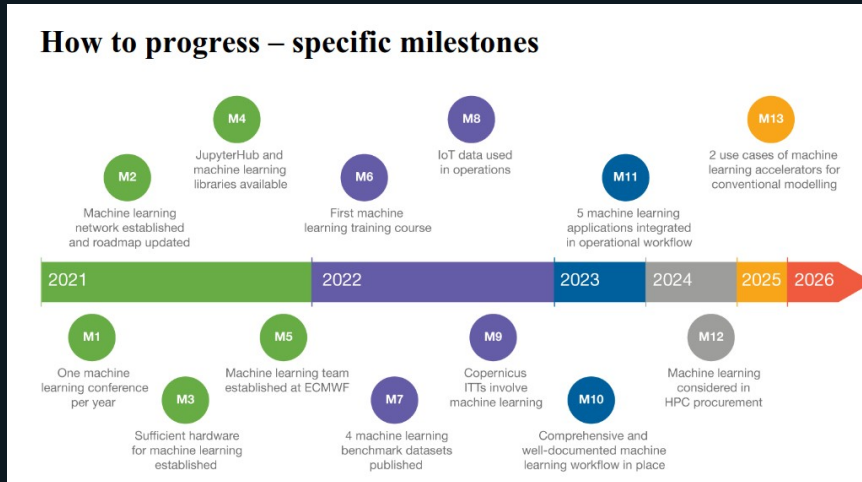 How to progress – specific milestones
M4
JupyterHub and
machine learning
libraries available
M8
IoT data used
in operations
M13
2 use cases of machine
learning accelerators for
conventional modelling
M2
Machine learning
network established
and roadmap updated
M6
First machine
learning training course
M11
5 machine learning
applications integrated
in operational workflow
2021
2022
2023
2024
2025
2026
M1
One machine
learning conference
per year
M5
Machine learning team
established at ECMWF
M9
Copernicus
ITTs involve
machine learning
M12
Machine learning
considered in
HPC procurement
M3
Sufficient hardware
for machine learning
established
M7
4 machine learning
benchmark datasets
published
M10
Comprehensive and
well-documented machine
learning workflow in place